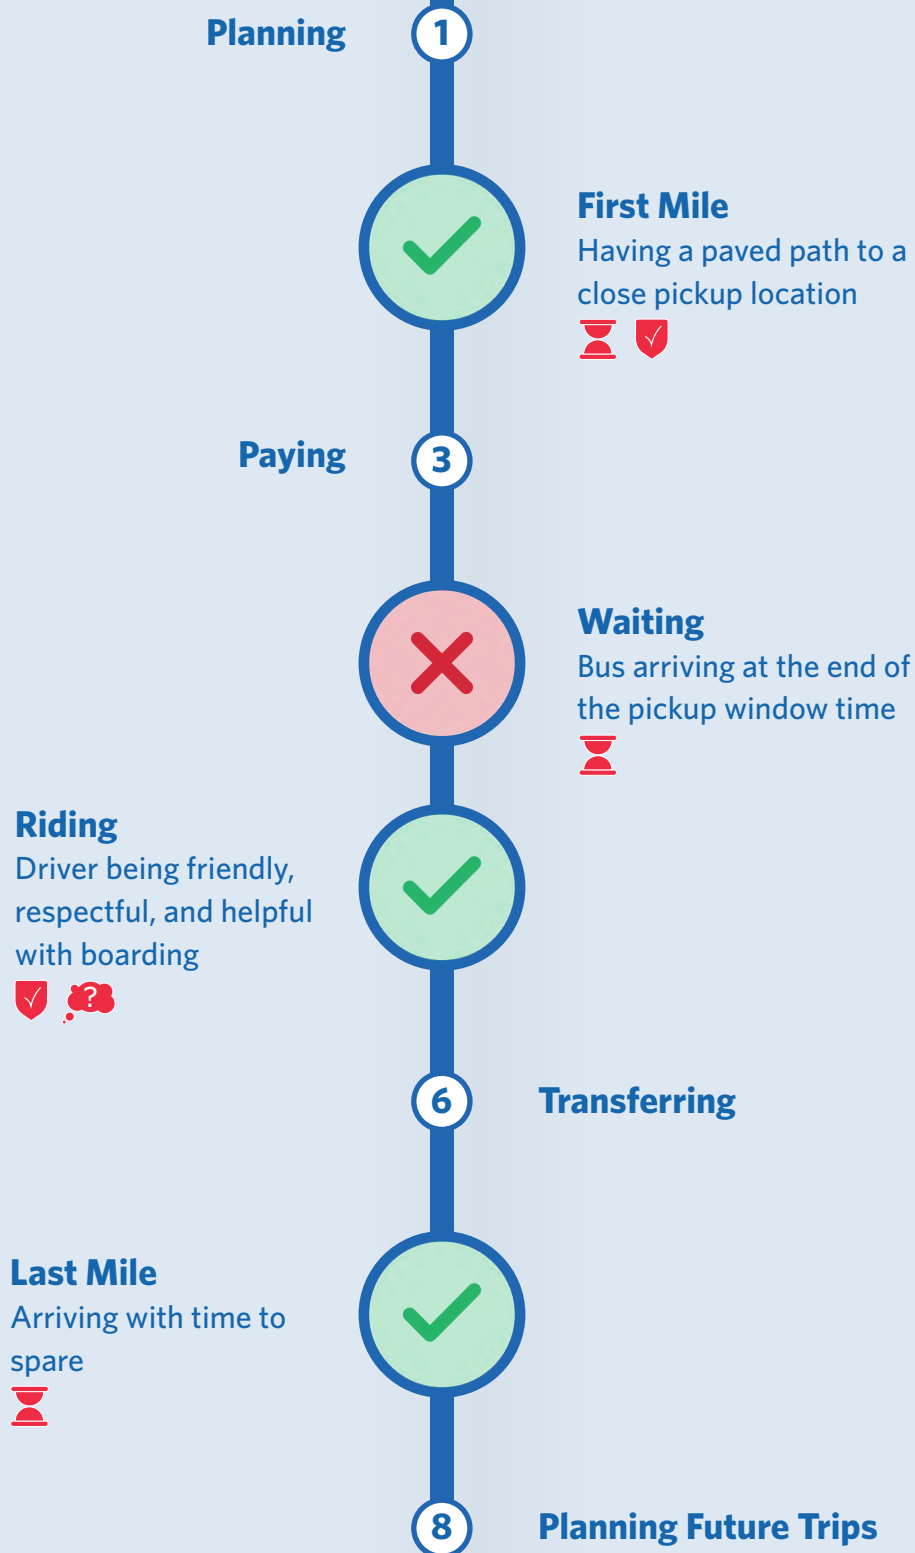 Planning
1
First Mile
Having a paved path to a
close pickup location
Paying
3
Waiting
Bus arriving at the end of
the pickup window time
Riding
Driver being friendly,
respectful, and helpful
with boarding
?
6
Transferring
Last Mile
Arriving with time to
spare
8
Planning Future Trips